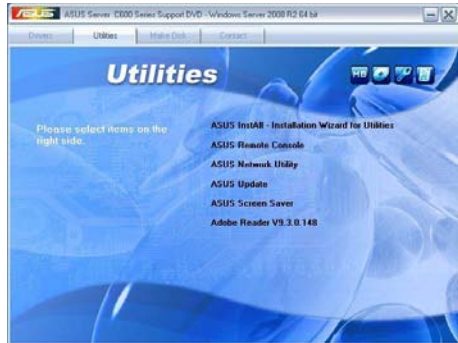 ASUS ASUS Server C600 Series Support DVD - Windows Server 2008 R2 64 bit
Drivers Utilities Make Disk Contact
Utilities
Please select items on the
right side.
ASUS InstAll - Installation Wizard for Utilities
ASUS Remote Console
ASUS Network Utility
ASUS Update
ASUS Screen Saver
Adobe Reader V9.3.0.148